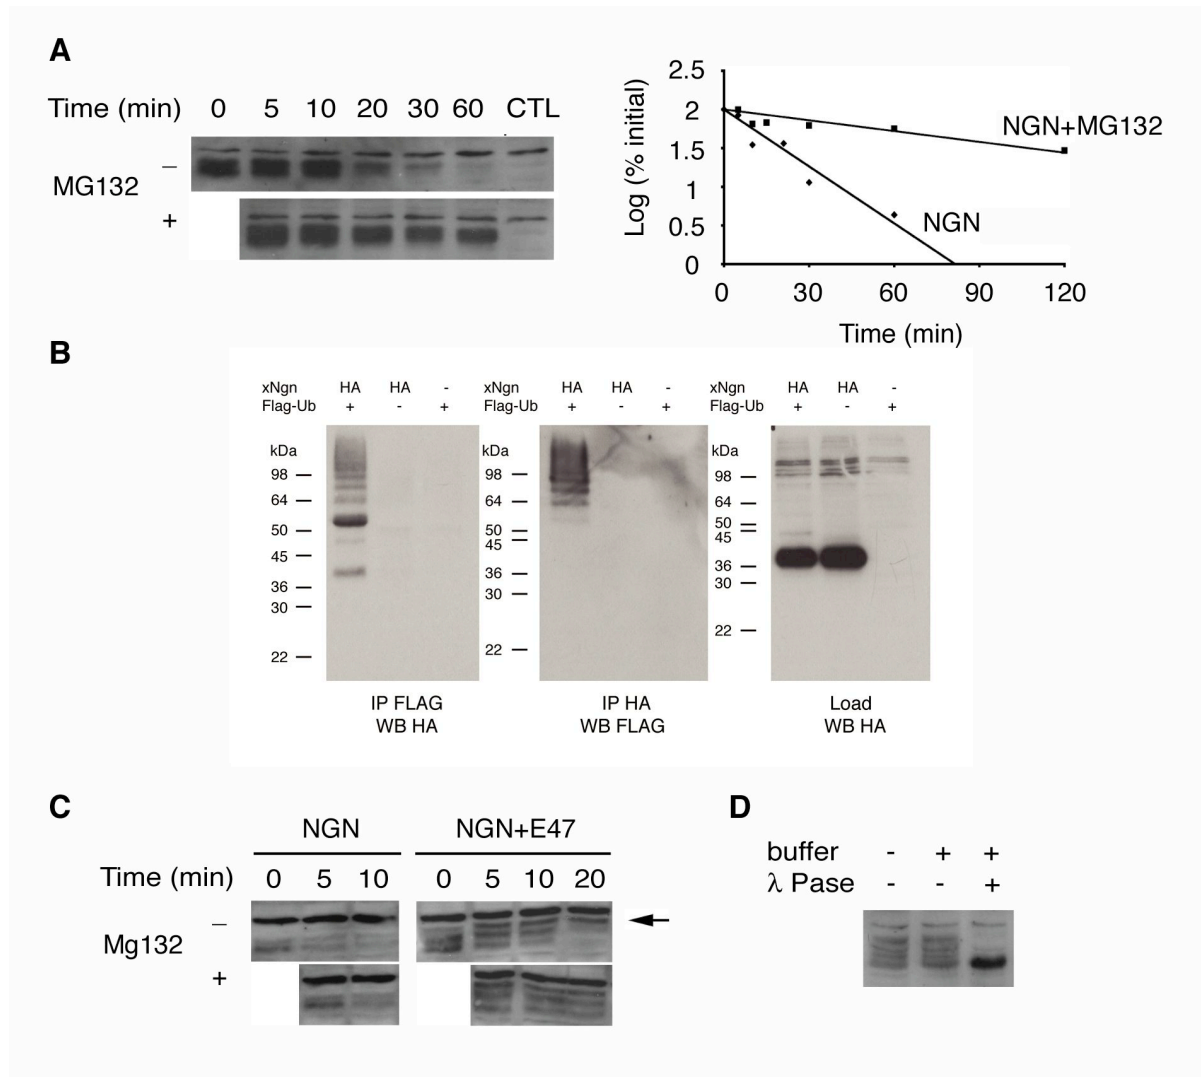 A
Time (min) 0 5 10 20 30 60 CTL
MG132
–
+
Log (% initial)
2.5
2
1.5
1
0.5
0
0 30 60 90 120
Time (min)
NGN+MG132
NGN
B
xNgn HA HA -
Flag-Ub + - +
kDa
98
64
50
45
36
30
22
IP FLAG
WB HA
xNgn HA HA -
Flag-Ub + - +
kDa
98
64
50
45
36
30
22
IP HA
WB FLAG
xNgn HA HA -
Flag-Ub + - +
kDa
98
64
50
45
36
30
22
Load
WB HA
C
NGN NGN+E47
Time (min) 0 5 10 0 5 10 20
Mg132
–
+
D
buffer - + +
λ Pase - - +